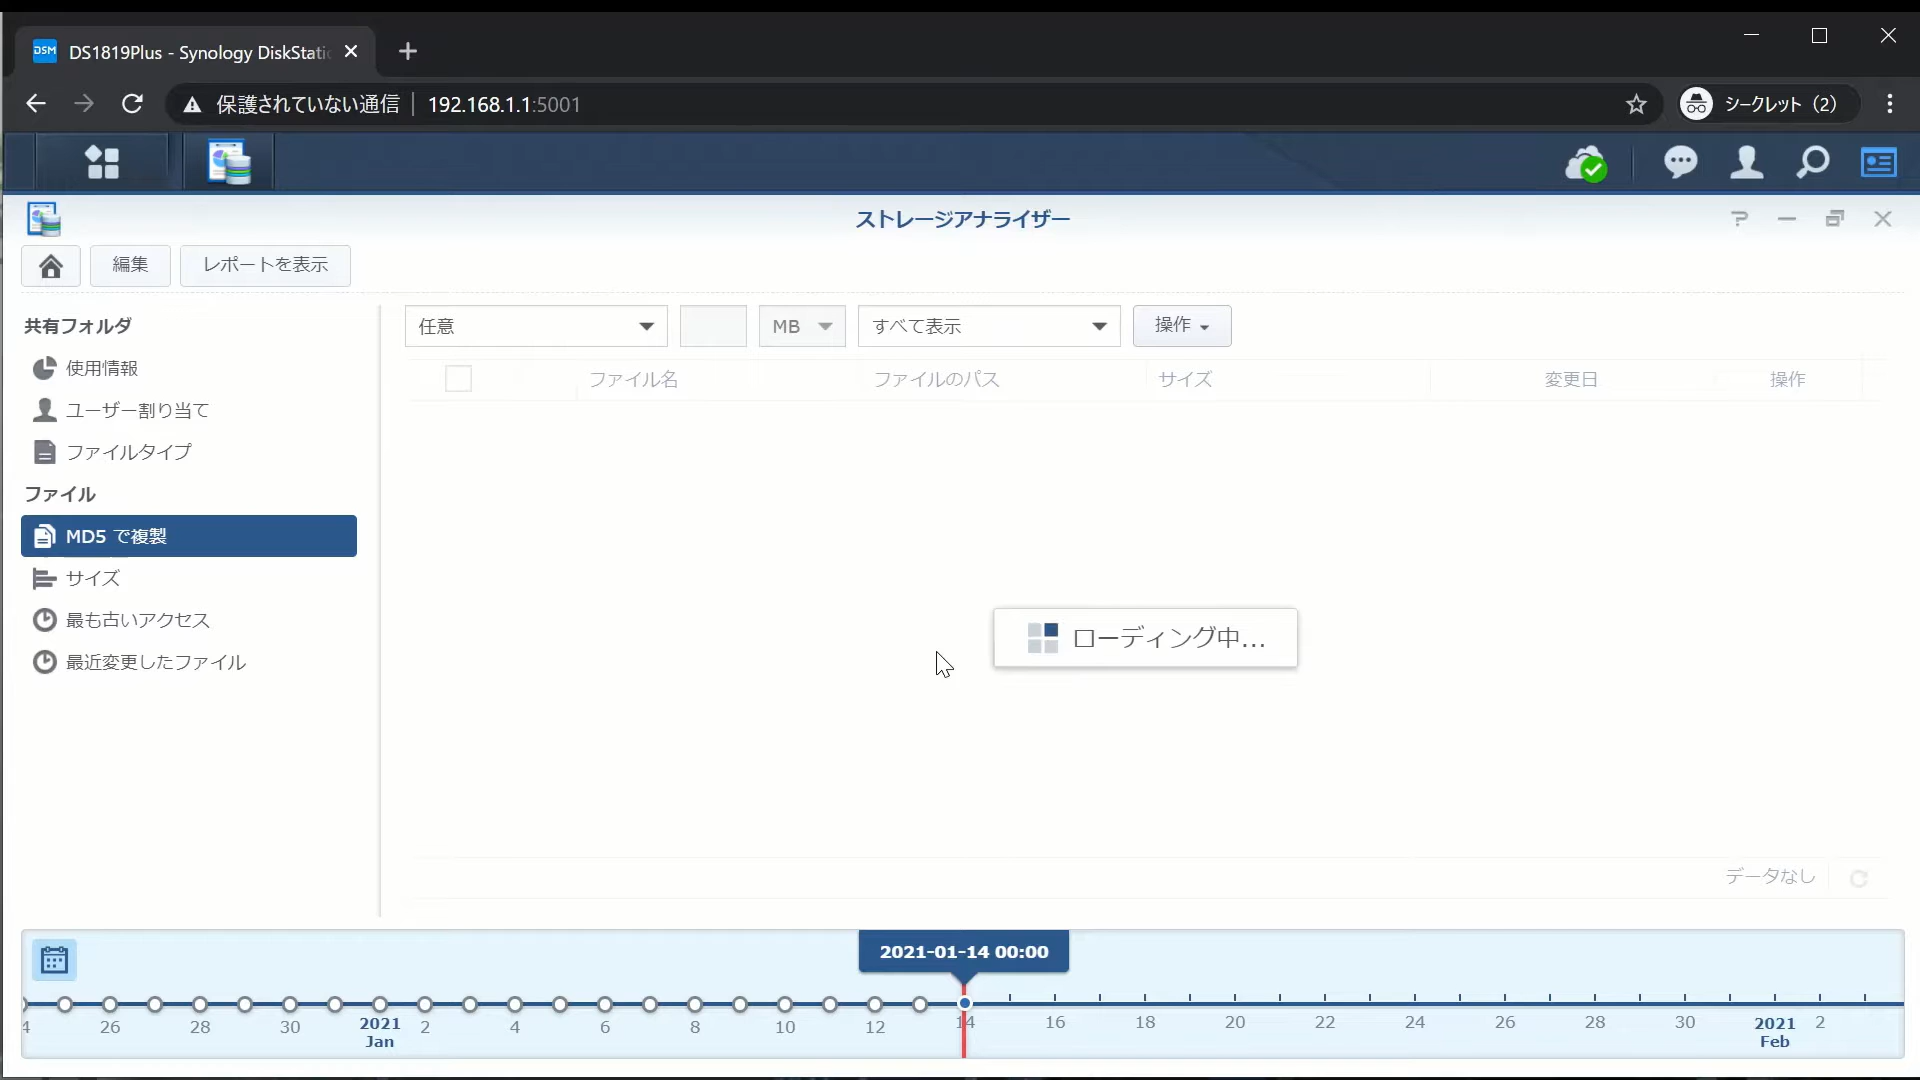 DSM DS1819Plus - Synology DiskStati
保護されていない通信 192.168.1.1:5001 シークレット (2)
ストレージアナライザー
編集 レポートを表示
共有フォルダ
使用情報
ユーザー割り当て
ファイルタイプ
ファイル
MD5 で複製
サイズ
最も古いアクセス
最近変更したファイル
任意 MB すべて表示 操作
ファイル名 ファイルのパス サイズ 変更日 操作
ローディング中...
データなし
2021-01-14 00:00
4 26 28 30 2021 2 4 6 8 10 12 14 16 18 20 22 24 26 28 30 2021 2
Jan Feb